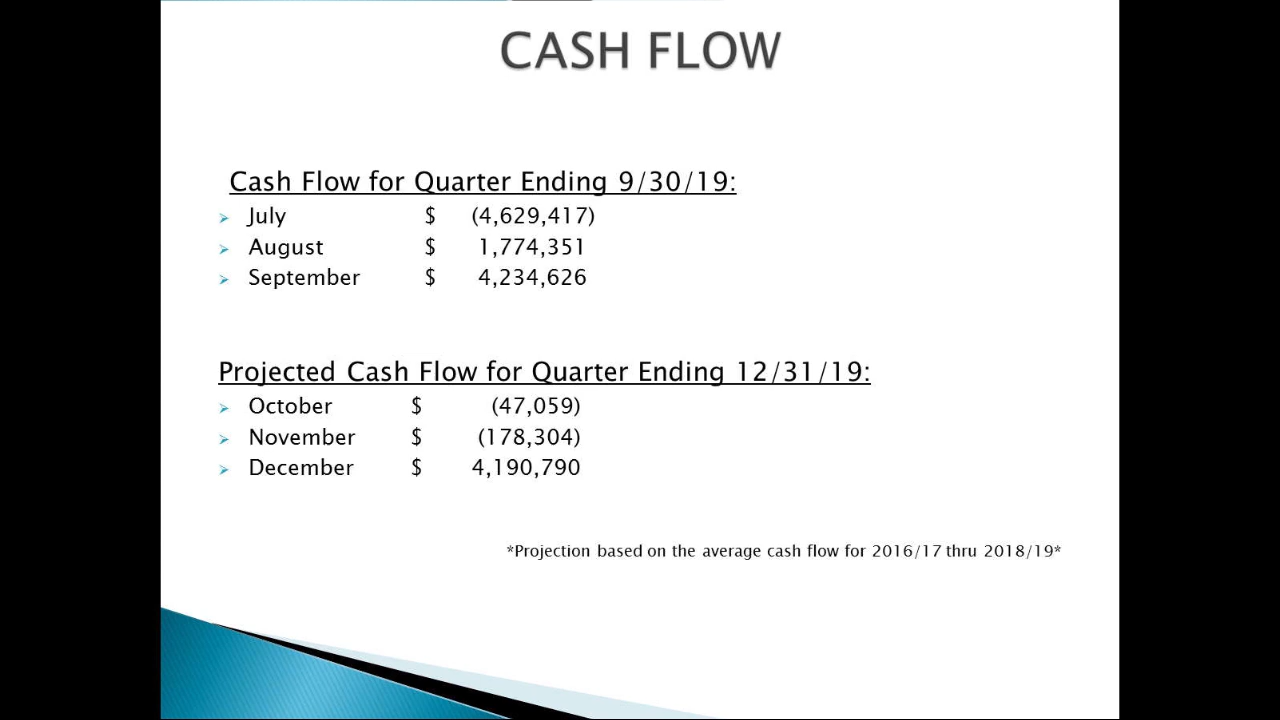 CASH FLOW
Cash Flow for Quarter Ending 9/30/19:
July $ (4,629,417)
August $ 1,774,351
September $ 4,234,626
Projected Cash Flow for Quarter Ending 12/31/19:
October $ (47,059)
November $ (178,304)
December $ 4,190,790
*Projection based on the average cash flow for 2016/17 thru 2018/19*